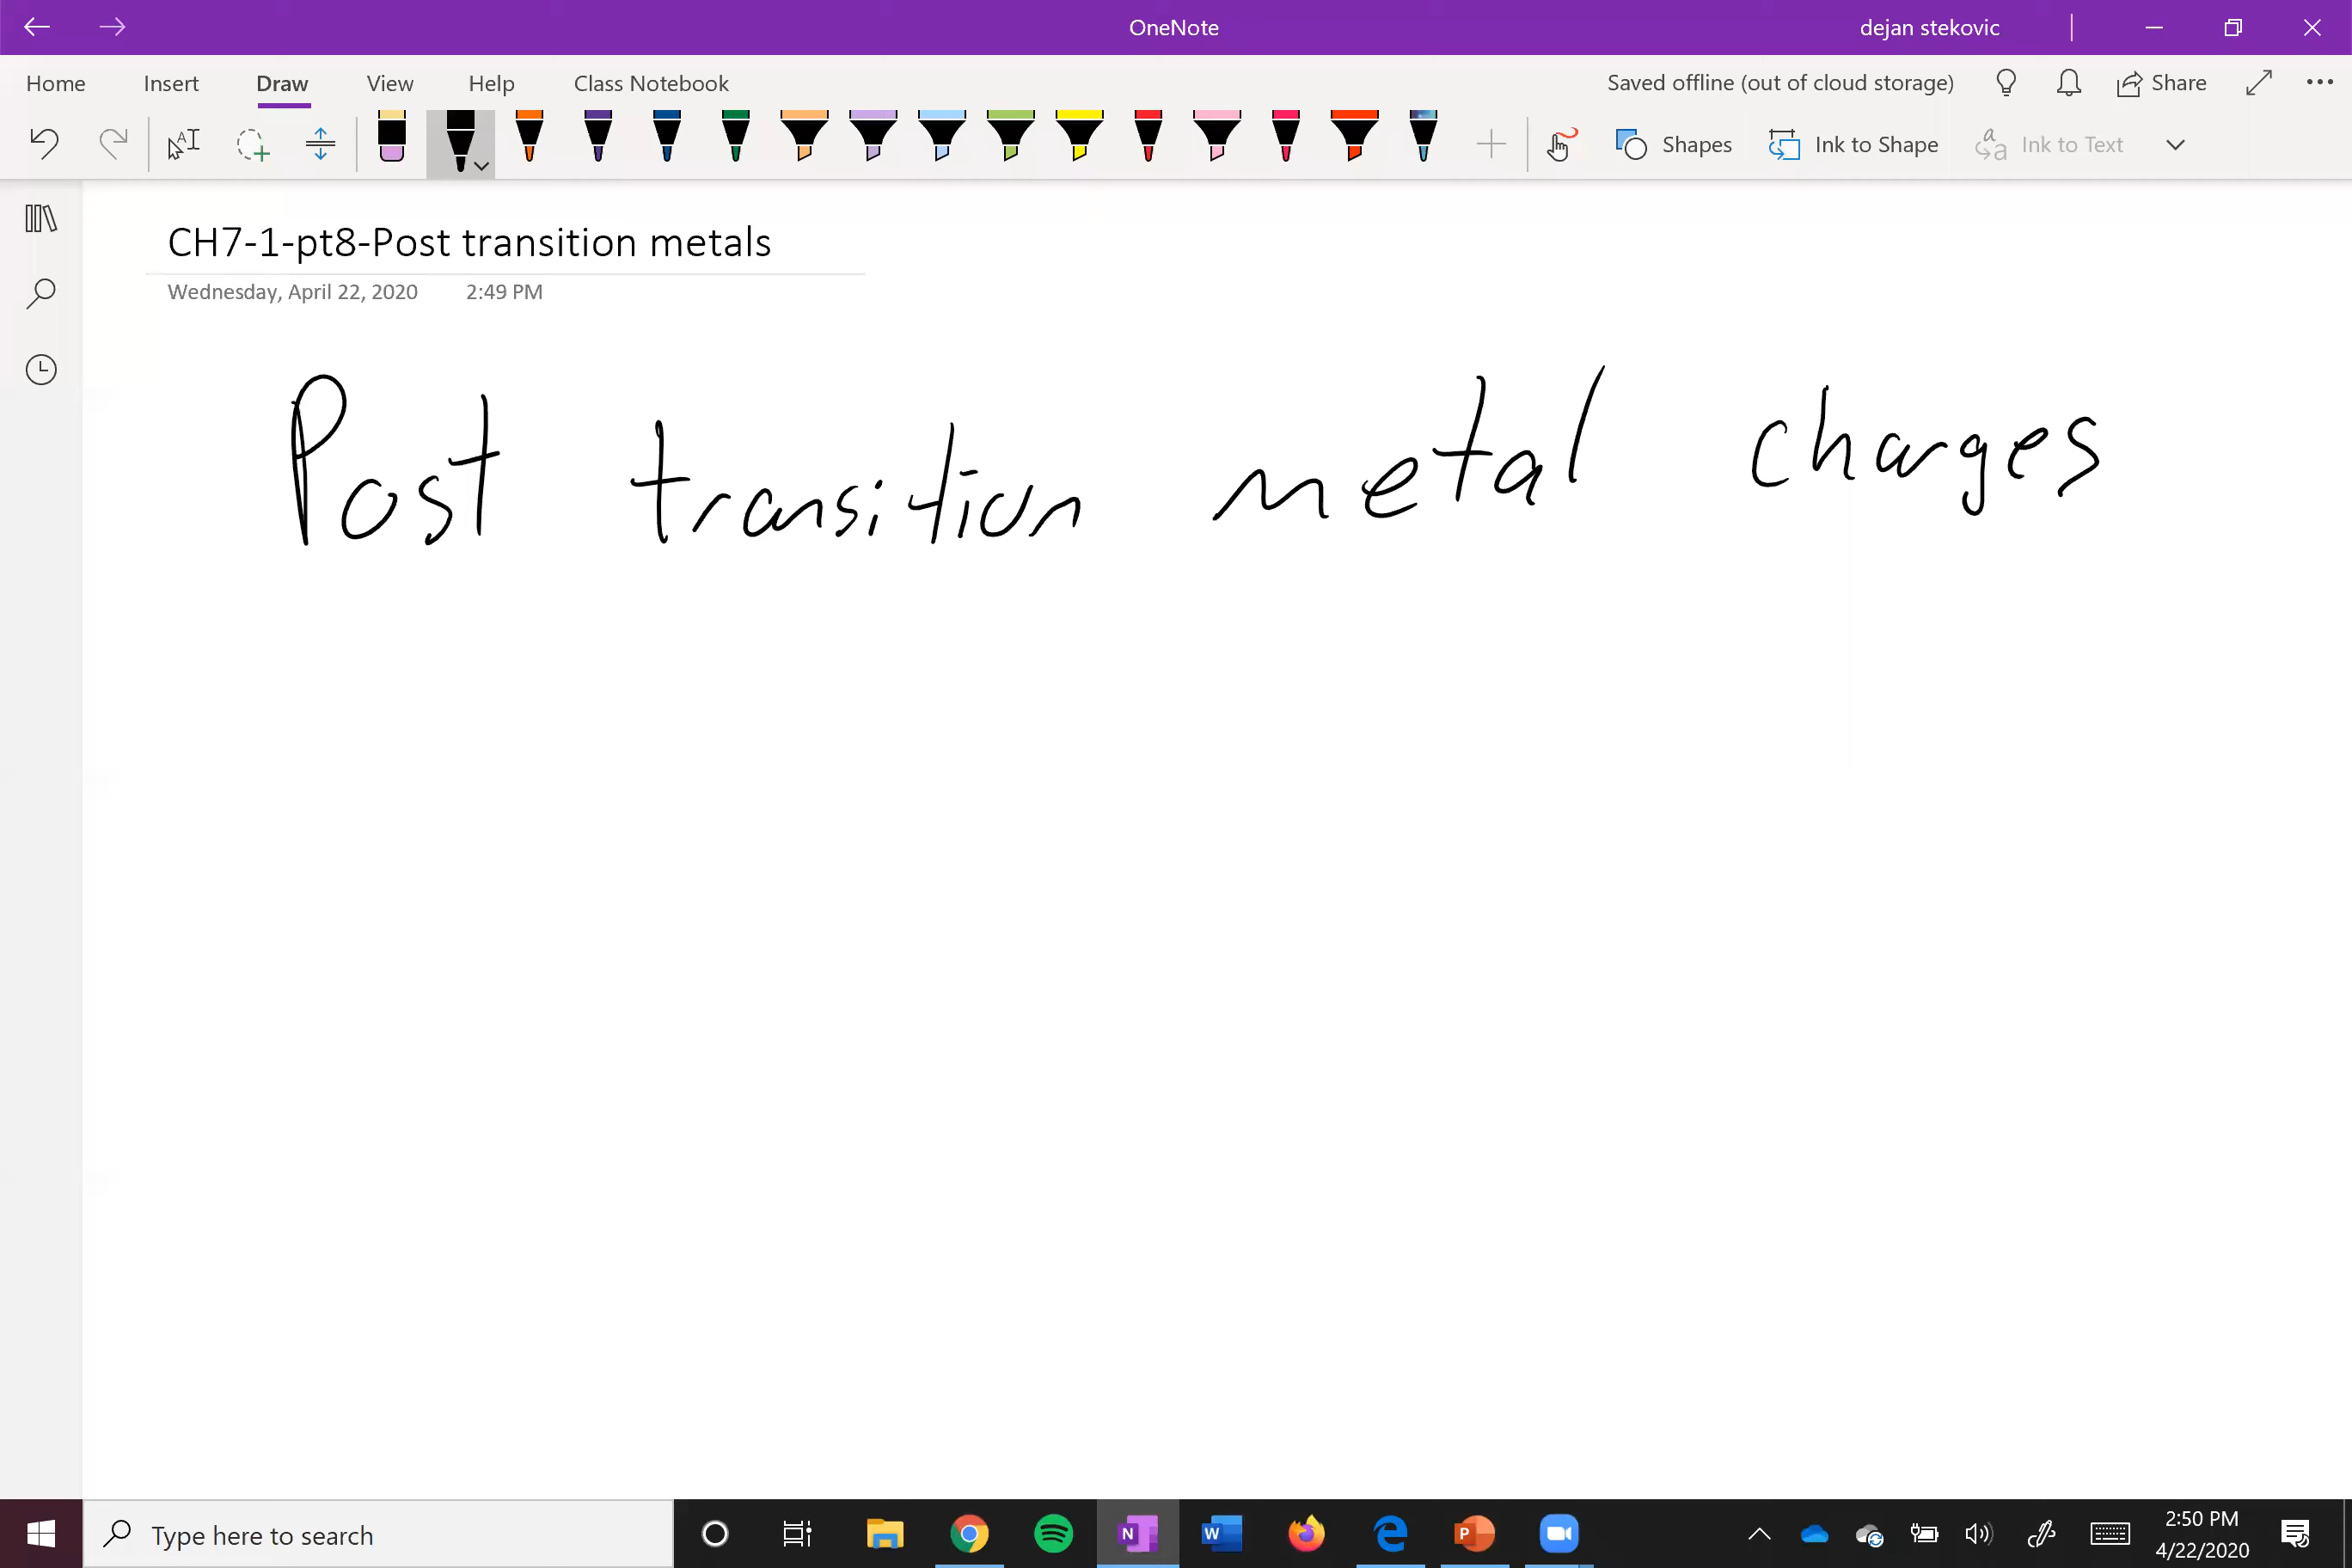 OneNote
dejan stekovic
Home Insert Draw View Help Class Notebook
Saved offline (out of cloud storage) Share
Shapes Ink to Shape Ink to Text
CH7-1-pt8-Post transition metals
Wednesday, April 22, 2020 2:49 PM
Post transition metal charges
Type here to search
2:50 PM
4/22/2020